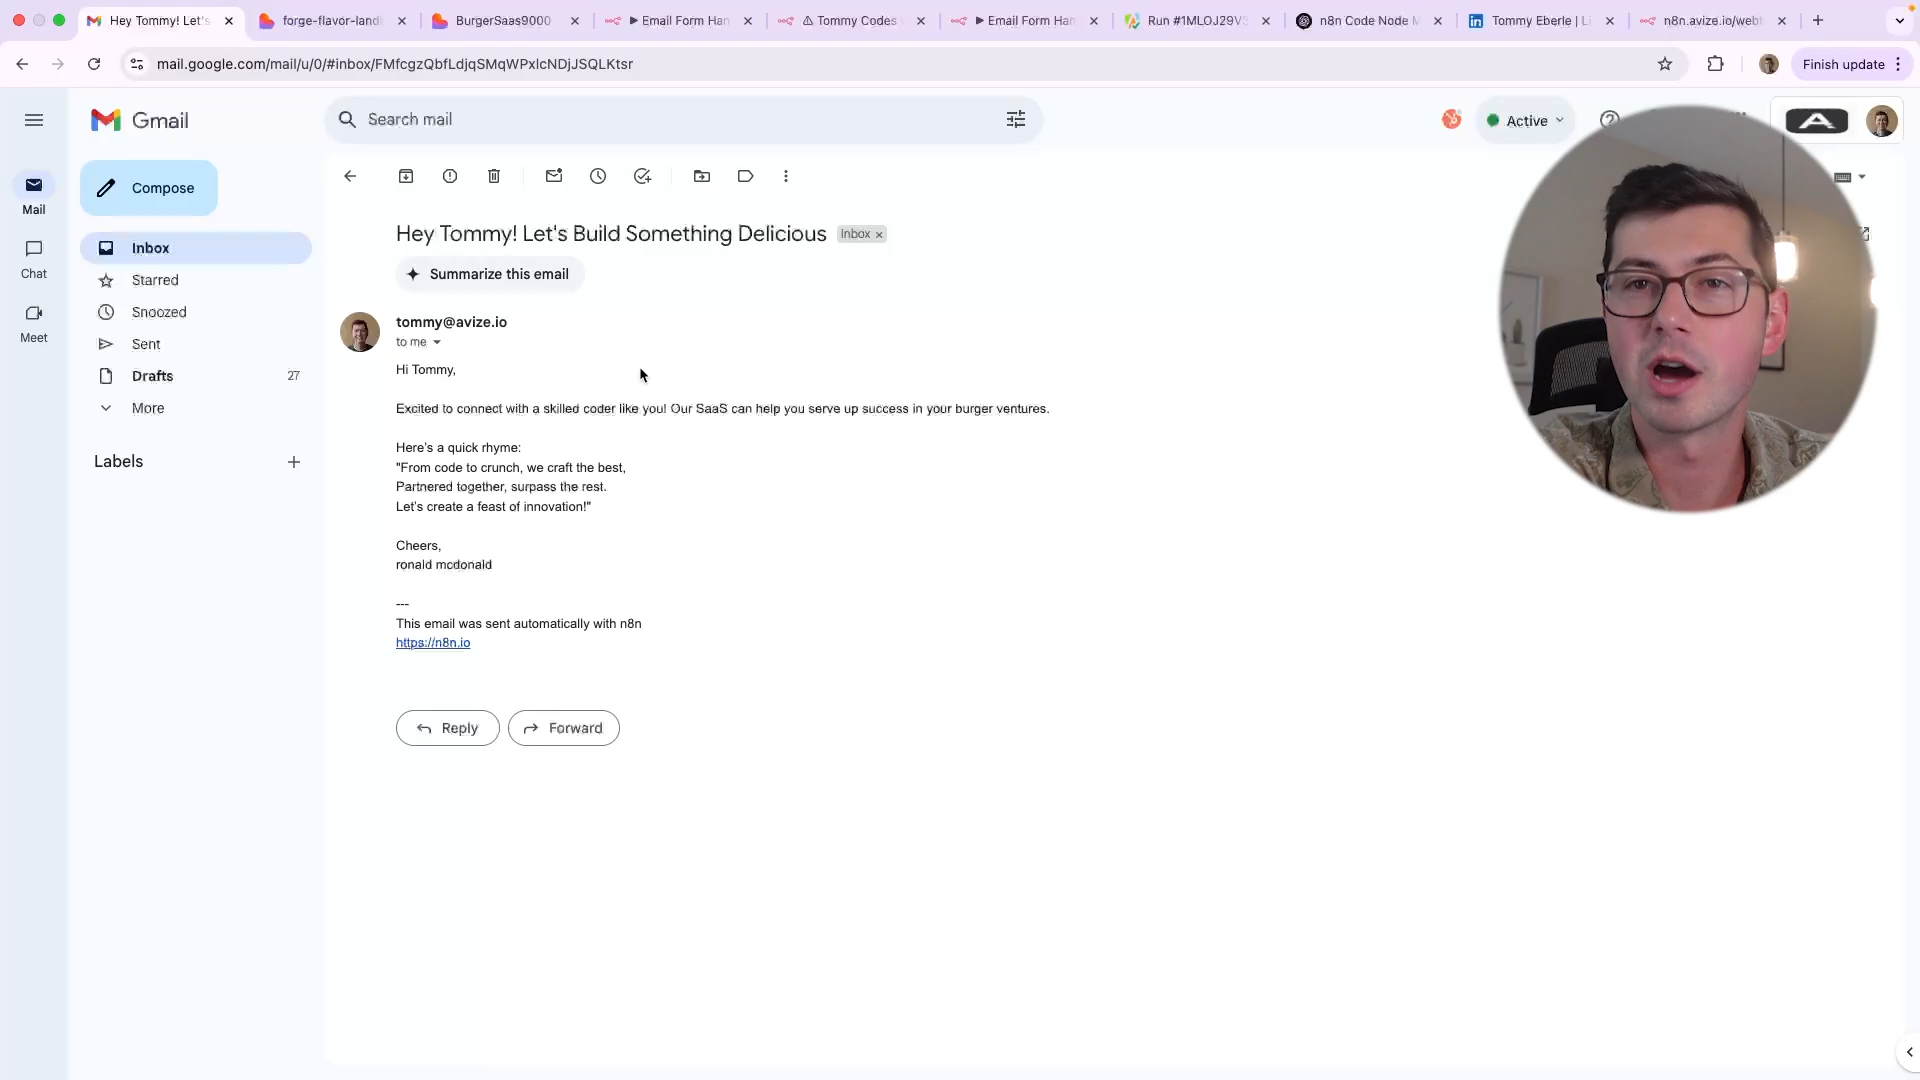 Hey Tommy! Let's
forge-flavor-landi
BurgerSaas9000
Email Form Han
Tommy Codes
Email Form Han
Run #1MLOJ29V
n8n Code Node M
Tommy Eberle | Li
n8n.avize.io/webh
mail.google.com/mail/u/0/#inbox/FMfcgzQbfLdjqSMqWPxlcNDjJSQLKtsr
Finish update
Gmail
Search mail
Active
Compose
Mail
Chat
Meet
Inbox
Starred
Snoozed
Sent
Drafts 27
More
Labels
Hey Tommy! Let's Build Something Delicious Inbox
Summarize this email
tommy@avize.io
to me
Hi Tommy,
Excited to connect with a skilled coder like you! Our SaaS can help you serve up success in your burger ventures.
Here's a quick rhyme:
"From code to crunch, we craft the best,
Partnered together, surpass the rest.
Let's create a feast of innovation!"
Cheers,
ronald mcdonald
---
This email was sent automatically with n8n
https://n8n.io
Reply
Forward